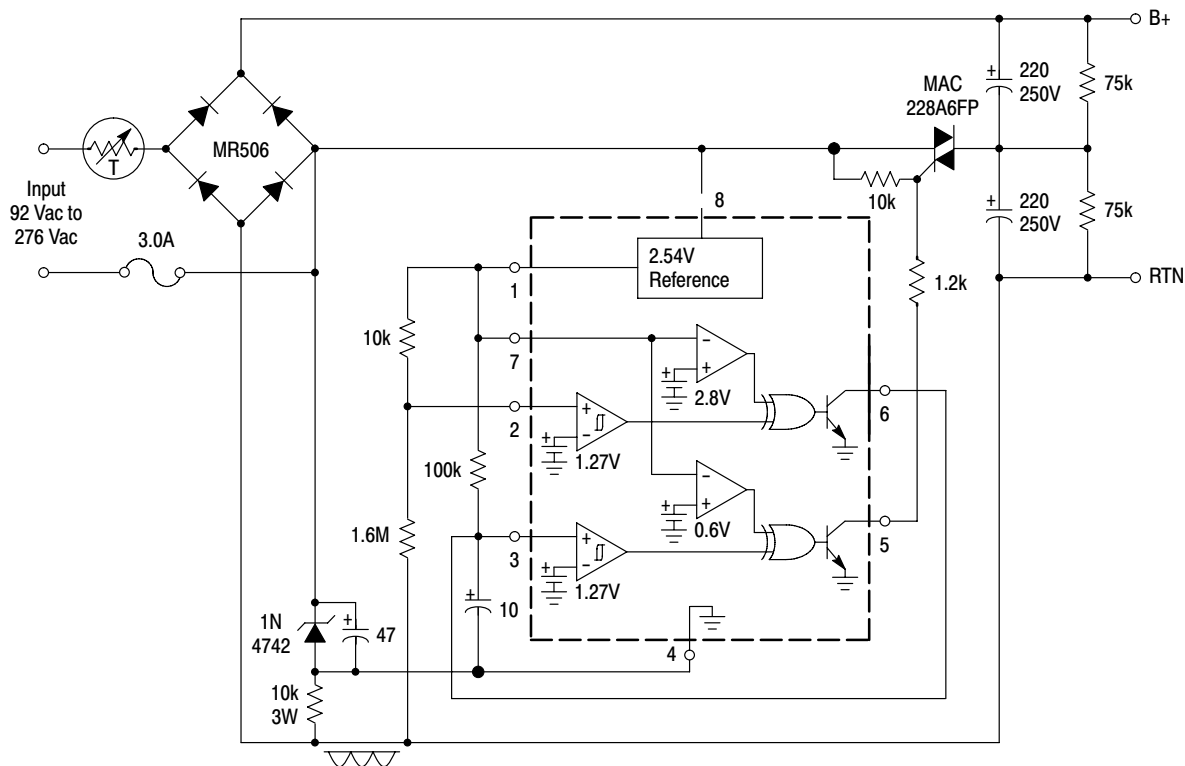 B+
220
250V
75k
MAC
228A6FP
MR506
T
Input
92 Vac to
276 Vac
3.0A
10k
8
2.54V
Reference
220
250V
75k
1.2k
RTN
1
10k
7
2.8V
6
2
1.27V
100k
0.6V
5
1.6M
3
1.27V
10
1N
4742
47
4
10k
3W
+
+
-
+
+
+
-
+
-
+
+
+
-
+
+
+